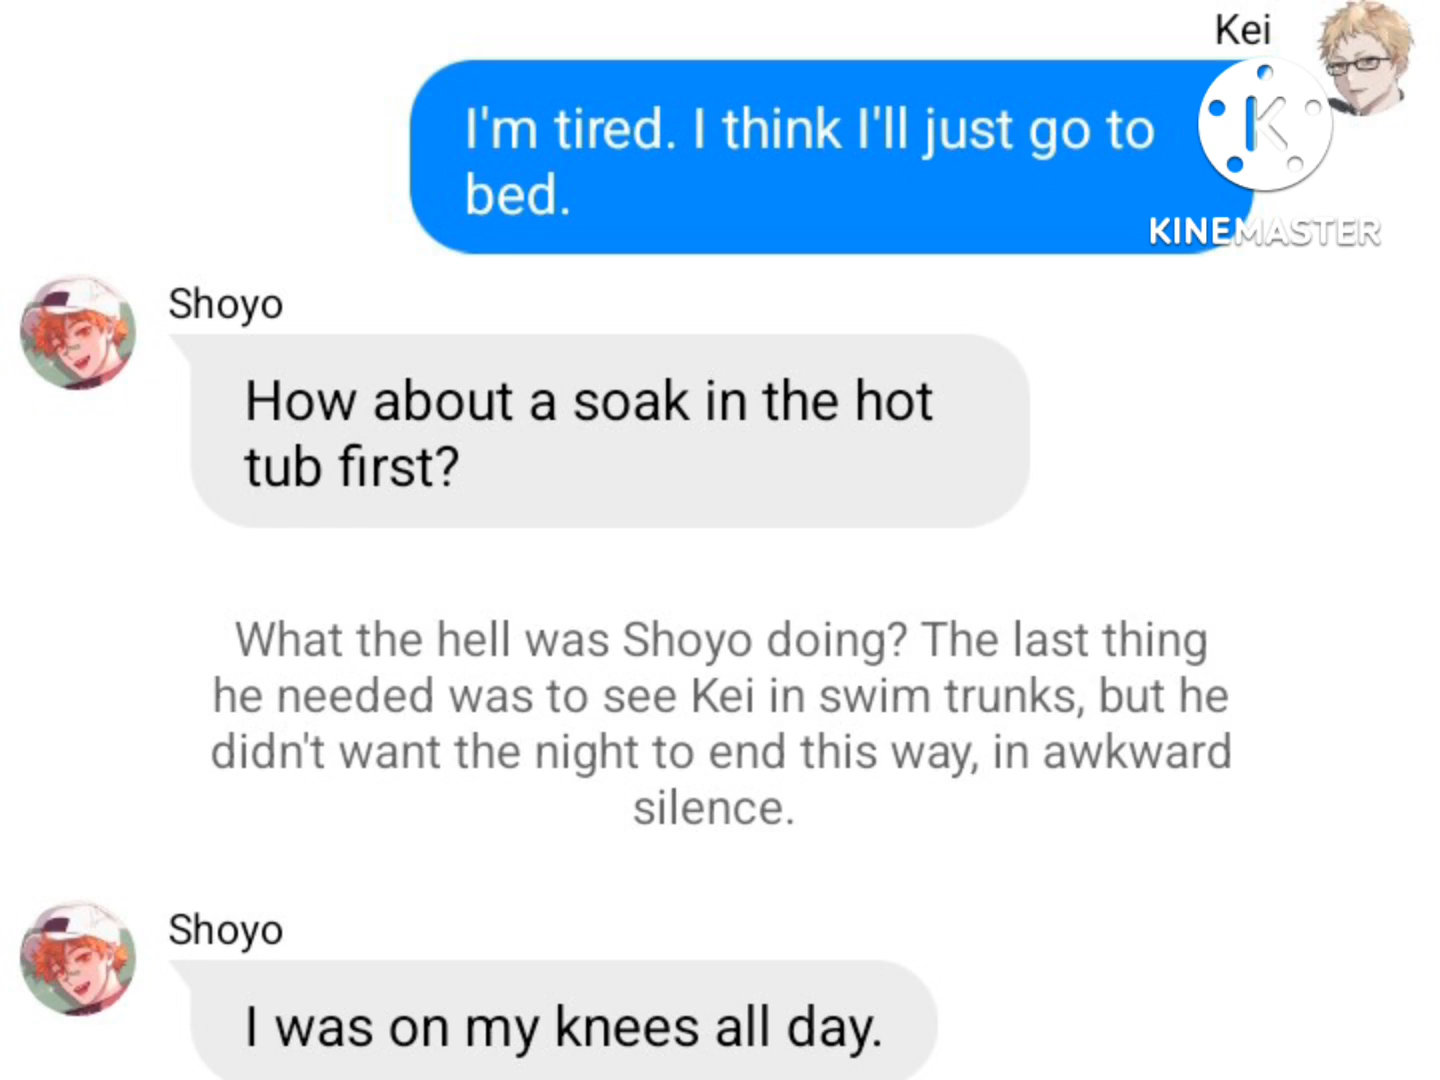 Kei
I'm tired. I think I'll just go to
bed.
K
KINEMASTER
Shoyo
How about a soak in the hot
tub first?
What the hell was Shoyo doing? The last thing
he needed was to see Kei in swim trunks, but he
didn't want the night to end this way, in awkward
silence.
Shoyo
I was on my knees all day.